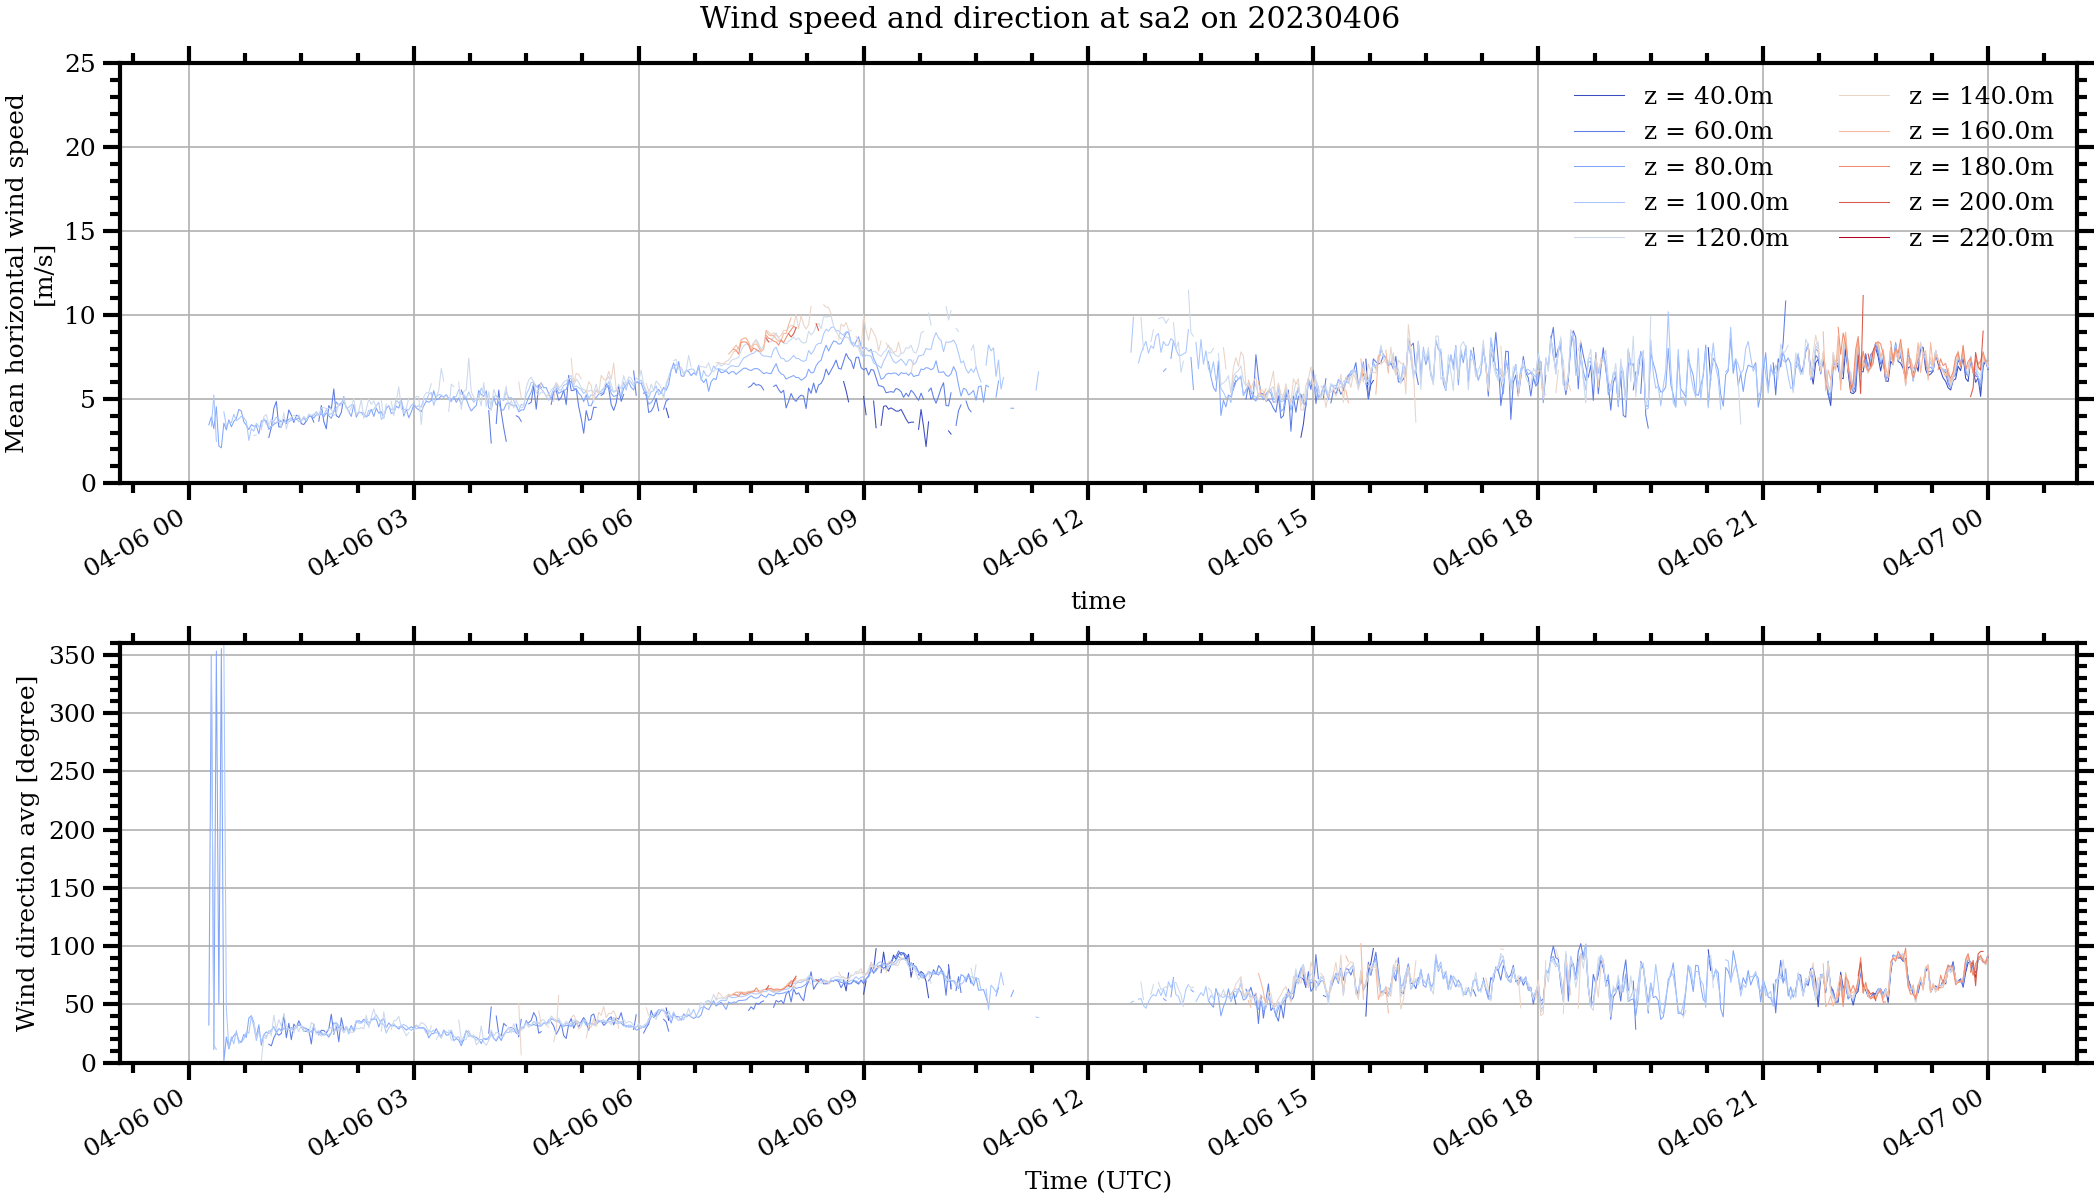 Wind speed and direction at sa2 on 20230406
Mean horizontal wind speed
[m/s]
25
20
15
10
5
0
z = 40.0m
z = 60.0m
z = 80.0m
z = 100.0m
z = 120.0m
z = 140.0m
z = 160.0m
z = 180.0m
z = 200.0m
z = 220.0m
04-06 00
04-06 03
04-06 06
04-06 09
04-06 12
04-06 15
04-06 18
04-06 21
04-07 00
time
Wind direction avg [degree]
350
300
250
200
150
100
50
0
04-06 00
04-06 03
04-06 06
04-06 09
04-06 12
04-06 15
04-06 18
04-06 21
04-07 00
Time (UTC)